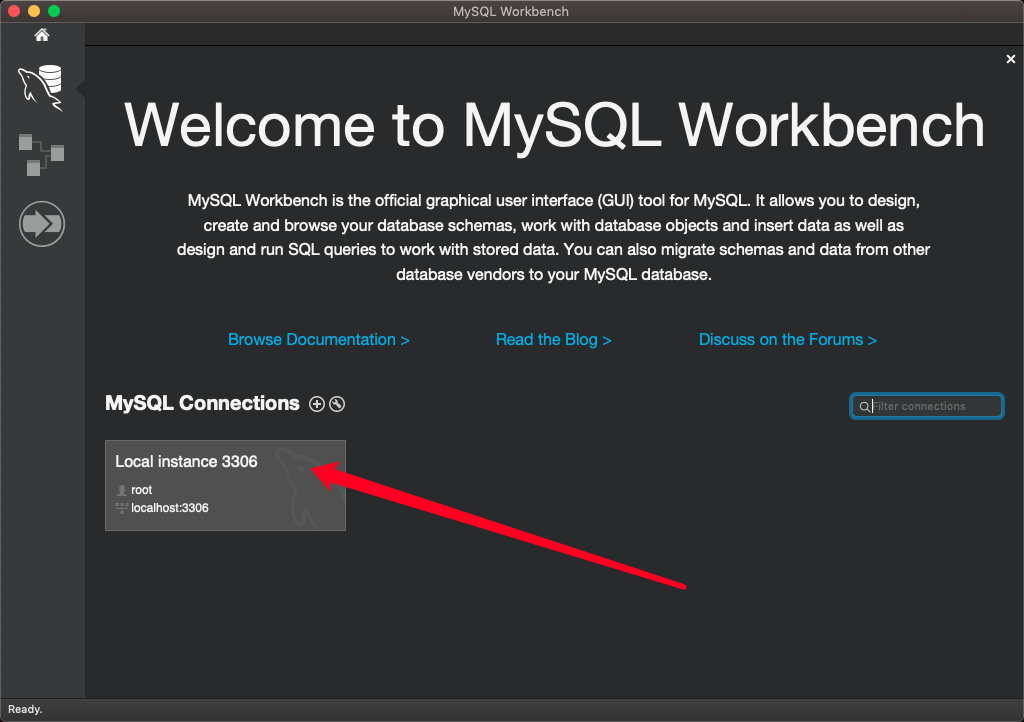 MySQL Workbench
Welcome to MySQL Workbench
MySQL Workbench is the official graphical user interface (GUI) tool for MySQL. It allows you to design,
create and browse your database schemas, work with database objects and insert data as well as
design and run SQL queries to work with stored data. You can also migrate schemas and data from other
database vendors to your MySQL database.
Browse Documentation >
Read the Blog >
Discuss on the Forums >
MySQL Connections
Filter connections
Local instance 3306
root
localhost:3306
Ready.